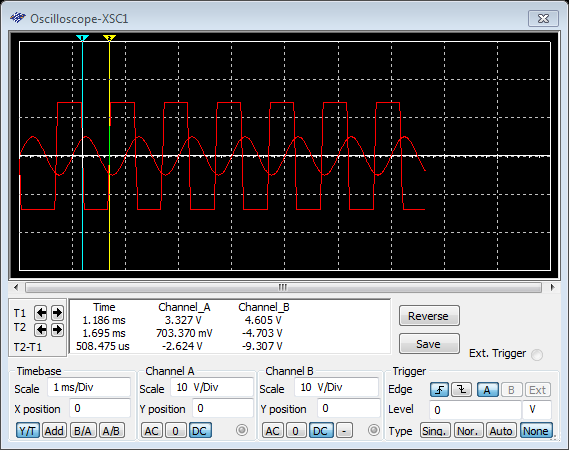 Oscilloscope-XSC1
1
2
T1
T2
T2-T1
Time Channel_A Channel_B
1.186 ms 3.327 V 4.605 V
1.695 ms 703.370 mV -4.703 V
508.475 us -2.624 V -9.307 V
Reverse
Save
Ext. Trigger
Timebase
Scale 1 ms/Div
X position 0
Y/T Add B/A A/B
Channel A
Scale 10 V/Div
Y position 0
AC 0 DC
Channel B
Scale 10 V/Div
Y position 0
AC 0 DC -
Trigger
Edge A B Ext
Level 0 V
Type Sing. Nor. Auto None